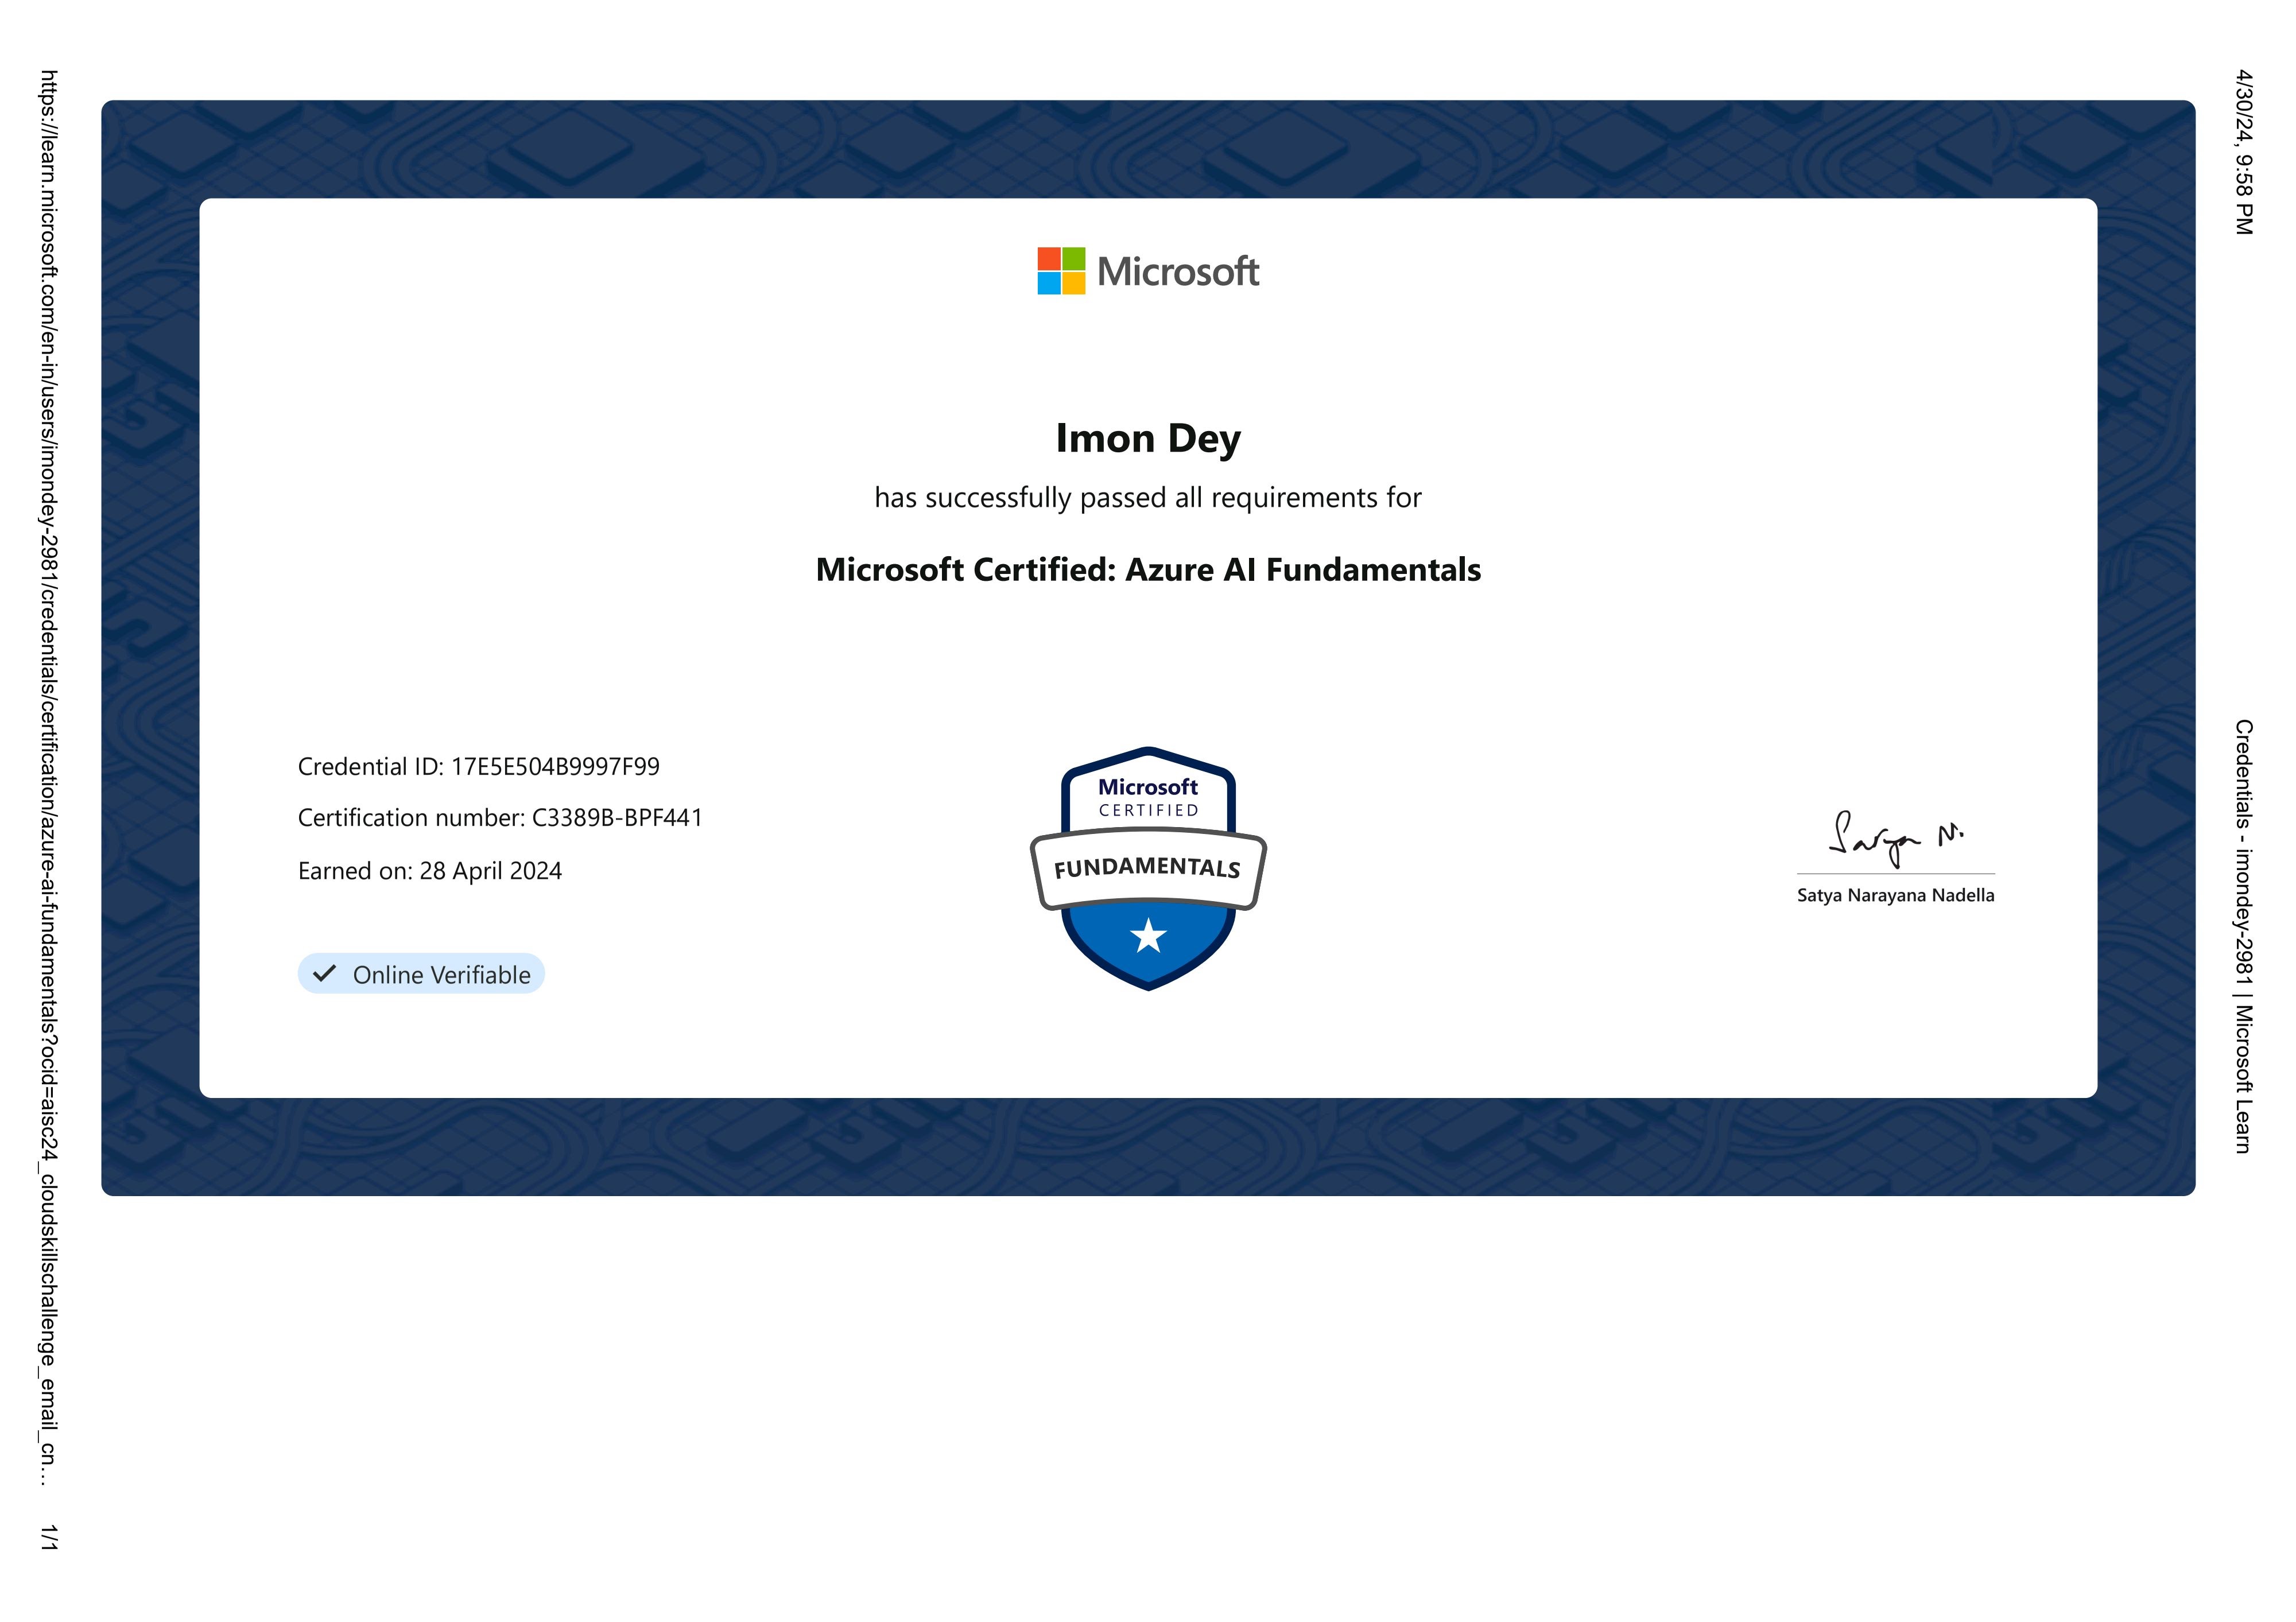 4/30/24, 9:58 PM
Credentials - imondey-2981 | Microsoft Learn
Microsoft
Imon Dey
has successfully passed all requirements for
Microsoft Certified: Azure AI Fundamentals
Credential ID: 17E5E504B9997F99
Certification number: C3389B-BPF441
Earned on: 28 April 2024
Online Verifiable
Microsoft
CERTIFIED
FUNDAMENTALS
Satya N.
Satya Narayana Nadella
https://learn.microsoft.com/en-in/users/imondey-2981/credentials/certification/azure-ai-fundamentals?ocid=aisc24_cloudskillschallenge_email_cn…
1/1